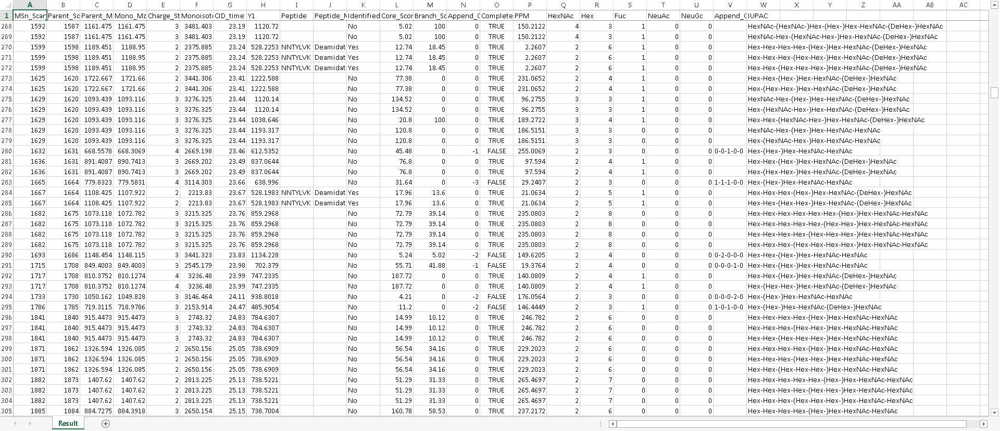 A B C D E F G H I J K L M N O P Q R S T U V W X Y Z AA AB AC
1 MSn_Scan Parent_Sc Parent_M Mono_Mz Charge_St Monoisoto CID_time Y1 Peptide Peptide_M Identified Core_Scor Branch_Sc Append_G Complete PPM HexNAc Hex Fuc NeuAc NeuGc Append_G IUPAC
268 1592 1587 1161.475 1161.475 3 3481.403 23.19 1120.72 No 5.02 100 0 TRUE 150.2122 4 3 1 0 0 HexNAc-(HexNAc-)Hex-(Hex-)Hex-HexNAc-(DeHex-)HexNAc
269 1592 1587 1161.475 1161.475 3 3481.403 23.19 1120.72 No 5.02 100 0 TRUE 150.2122 4 3 1 0 0 HexNAc-Hex-(HexNAc-Hex-)Hex-HexNAc-(DeHex-)HexNAc
270 1599 1598 1189.451 1188.95 2 2375.885 23.24 528.2253 NNTYLVK Deamidat Yes 12.74 18.45 0 TRUE 2.2607 2 6 1 0 0 Hex-Hex-Hex-Hex-(Hex-)Hex-HexNAc-(DeHex-)HexNAc
271 1599 1598 1189.451 1188.95 2 2375.885 23.24 528.2253 NNTYLVK Deamidat Yes 12.74 18.45 0 TRUE 2.2607 2 6 1 0 0 Hex-Hex-(Hex-Hex-Hex-)Hex-HexNAc-(DeHex-)HexNAc
272 1599 1598 1189.451 1188.95 2 2375.885 23.24 528.2253 NNTYLVK Deamidat Yes 12.74 18.45 0 TRUE 2.2607 2 6 1 0 0 Hex-Hex-Hex-(Hex-Hex-)Hex-HexNAc-(DeHex-)HexNAc
273 1625 1620 1722.667 1721.66 2 3441.306 23.41 1222.588 No 77.38 0 0 TRUE 231.0652 2 4 1 0 0 Hex-Hex-(Hex-)Hex-HexNAc-(DeHex-)HexNAc
274 1625 1620 1722.667 1721.66 2 3441.306 23.41 1222.588 No 77.38 0 0 TRUE 231.0652 2 4 1 0 0 Hex-(Hex-Hex-)Hex-HexNAc-(DeHex-)HexNAc
275 1629 1620 1093.439 1093.116 3 3276.325 23.44 1120.14 No 134.52 0 0 TRUE 96.2755 3 3 1 0 0 HexNAc-Hex-(Hex-)Hex-HexNAc-(DeHex-)HexNAc
276 1629 1620 1093.439 1093.116 3 3276.325 23.44 1120.14 No 134.52 0 0 TRUE 96.2755 3 3 1 0 0 Hex-(HexNAc-Hex-)Hex-HexNAc-(DeHex-)HexNAc
277 1629 1620 1093.439 1093.116 3 3276.325 23.44 1038.646 No 20.8 100 0 TRUE 189.2722 3 4 1 0 0 Hex-Hex-(HexNAc-Hex-)Hex-HexNAc-(DeHex-)HexNAc
278 1629 1620 1093.439 1093.116 3 3276.325 23.44 1193.317 No 120.8 0 0 TRUE 186.5151 3 3 0 0 0 HexNAc-Hex-(Hex-)Hex-HexNAc-HexNAc
279 1629 1620 1093.439 1093.116 3 3276.325 23.44 1193.317 No 120.8 0 0 TRUE 186.5151 3 3 0 0 0 Hex-(HexNAc-Hex-)Hex-HexNAc-HexNAc
280 1632 1631 668.5578 668.3069 4 2669.198 23.46 612.5352 No 45.48 0 -1 FALSE 255.0069 2 3 0 0 0 0-0-1-0-0 Hex-(Hex-)Hex-HexNAc-HexNAc
281 1636 1631 891.4087 890.7413 3 2669.202 23.49 837.0644 No 76.8 0 0 TRUE 97.594 2 4 1 0 0 Hex-Hex-(Hex-)Hex-HexNAc-(DeHex-)HexNAc
282 1636 1631 891.4087 890.7413 3 2669.202 23.49 837.0644 No 76.8 0 0 TRUE 97.594 2 4 1 0 0 Hex-(Hex-Hex-)Hex-HexNAc-(DeHex-)HexNAc
283 1665 1664 779.8323 779.5831 4 3114.303 23.66 638.996 No 31.64 0 -3 FALSE 29.2407 2 3 0 0 0 1-1-1-0-0 Hex-(Hex-)Hex-HexNAc-HexNAc
284 1667 1664 1108.425 1107.922 2 2213.83 23.67 528.1983 NNTYLVK Deamidat Yes 17.96 13.6 0 TRUE 21.0634 2 5 1 0 0 Hex-Hex-Hex-(Hex-)Hex-HexNAc-(DeHex-)HexNAc
285 1667 1664 1108.425 1107.922 2 2213.83 23.67 528.1983 NNTYLVK Deamidat Yes 17.96 13.6 0 TRUE 21.0634 2 5 1 0 0 Hex-Hex-(Hex-Hex-)Hex-HexNAc-(DeHex-)HexNAc
286 1682 1675 1073.118 1072.782 3 3215.325 23.76 859.2968 No 72.79 39.14 0 TRUE 235.0803 2 8 0 0 0 Hex-Hex-Hex-Hex-Hex-Hex-(Hex-)Hex-HexNAc-HexNAc
287 1682 1675 1073.118 1072.782 3 3215.325 23.76 859.2968 No 72.79 39.14 0 TRUE 235.0803 2 8 0 0 0 Hex-Hex-Hex-Hex-Hex-(Hex-Hex-)Hex-HexNAc-HexNAc
288 1682 1675 1073.118 1072.782 3 3215.325 23.76 859.2968 No 72.79 39.14 0 TRUE 235.0803 2 8 0 0 0 Hex-Hex-Hex-Hex-(Hex-Hex-Hex-)Hex-HexNAc-HexNAc
289 1682 1675 1073.118 1072.782 3 3215.325 23.76 859.2968 No 72.79 39.14 0 TRUE 235.0803 2 8 0 0 0 Hex-Hex-Hex-(Hex-Hex-Hex-Hex-)Hex-HexNAc-HexNAc
290 1693 1686 1148.454 1148.115 3 3441.323 23.83 1134.228 No 5.24 5.02 -2 FALSE 149.6205 2 4 0 0 0 0-2-0-0-0 Hex-Hex-(Hex-)Hex-HexNAc-HexNAc
291 1715 1708 849.4003 849.4003 3 2545.179 23.98 702.379 No 55.71 41.88 -1 FALSE 19.3764 2 4 0 0 0 0-0-0-1-0 Hex-Hex-(Hex-)Hex-HexNAc-HexNAc
292 1717 1708 810.3752 810.1274 4 3236.48 23.99 747.2335 No 187.72 0 0 TRUE 140.0809 2 4 1 0 0 Hex-Hex-(Hex-)Hex-HexNAc-(DeHex-)HexNAc
293 1717 1708 810.3752 810.1274 4 3236.48 23.99 747.2335 No 187.72 0 0 TRUE 140.0809 2 4 1 0 0 Hex-(Hex-Hex-)Hex-HexNAc-(DeHex-)HexNAc
294 1733 1730 1050.162 1049.828 3 3146.464 24.11 938.8018 No 4.21 0 -2 FALSE 176.0564 2 3 0 0 0 0-0-0-2-0 Hex-(Hex-)Hex-HexNAc-HexNAc
295 1786 1785 719.3115 718.9786 3 2153.914 24.47 485.9054 No 11.2 0 -2 FALSE 146.4449 2 3 1 0 0 1-0-1-0-0 Hex-(Hex-)Hex-HexNAc-(DeHex-)HexNAc
296 1841 1840 915.4473 915.4473 3 2743.32 24.83 784.6307 No 14.99 10.12 0 TRUE 246.782 2 6 0 0 0 Hex-Hex-Hex-Hex-(Hex-)Hex-HexNAc-HexNAc
297 1841 1840 915.4473 915.4473 3 2743.32 24.83 784.6307 No 14.99 10.12 0 TRUE 246.782 2 6 0 0 0 Hex-Hex-Hex-(Hex-Hex-)Hex-HexNAc-HexNAc
298 1841 1840 915.4473 915.4473 3 2743.32 24.83 784.6307 No 14.99 10.12 0 TRUE 246.782 2 6 0 0 0 Hex-Hex-(Hex-Hex-Hex-)Hex-HexNAc-HexNAc
299 1871 1862 1326.594 1326.085 2 2650.156 25.05 738.6909 No 56.54 34.16 0 TRUE 229.2023 2 6 0 0 0 Hex-Hex-Hex-Hex-(Hex-)Hex-HexNAc-HexNAc
300 1871 1862 1326.594 1326.085 2 2650.156 25.05 738.6909 No 56.54 34.16 0 TRUE 229.2023 2 6 0 0 0 Hex-Hex-Hex-(Hex-Hex-)Hex-HexNAc-HexNAc
301 1871 1862 1326.594 1326.085 2 2650.156 25.05 738.6909 No 56.54 34.16 0 TRUE 229.2023 2 6 0 0 0 Hex-Hex-(Hex-Hex-Hex-)Hex-HexNAc-HexNAc
302 1882 1873 1407.62 1407.62 2 2813.225 25.13 738.5221 No 51.29 31.33 0 TRUE 265.4697 2 7 0 0 0 Hex-Hex-Hex-(Hex-Hex-(Hex-)Hex-HexNAc-HexNAc
303 1882 1873 1407.62 1407.62 2 2813.225 25.13 738.5221 No 51.29 31.33 0 TRUE 265.4697 2 7 0 0 0 Hex-Hex-Hex-Hex-(Hex-Hex-)Hex-HexNAc-HexNAc
304 1882 1873 1407.62 1407.62 2 2813.225 25.13 738.5221 No 51.29 31.33 0 TRUE 265.4697 2 7 0 0 0 Hex-Hex-Hex-(Hex-Hex-Hex-)Hex-HexNAc-HexNAc
305 1885 1884 884.7275 884.3918 3 2650.154 25.15 738.7004 No 160.78 58.53 0 TRUE 237.2172 2 6 0 0 0 Hex-Hex-Hex-Hex-(Hex-)Hex-HexNAc-HexNAc
Result